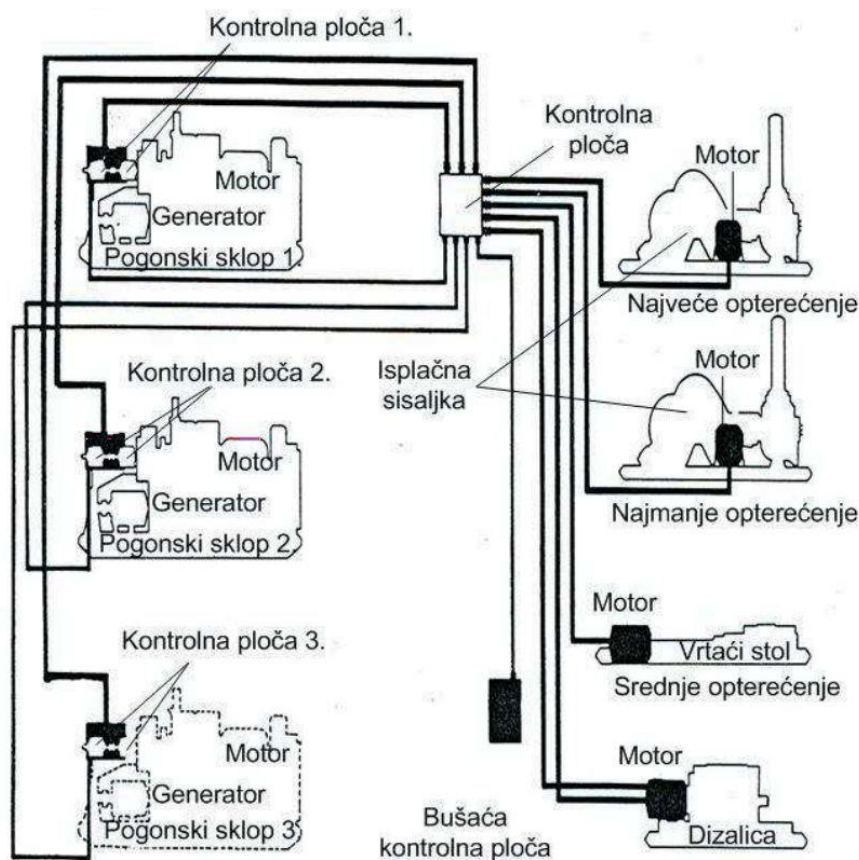 Kontrolna ploča 1.
Kontrolna
ploča
Motor
Motor
Generator
Pogonski sklop 1.
Najveće opterećenje
Isplačna
sisaljka
Motor
Kontrolna ploča 2.
Motor
Generator
Pogonski sklop 2.
Najmanje opterećenje
Motor
Vrtaći stol
Srednje opterećenje
Kontrolna ploča 3.
Motor
Generator
Pogonski sklop 3.
Motor
Dizalica
Bušaća
kontrolna ploča